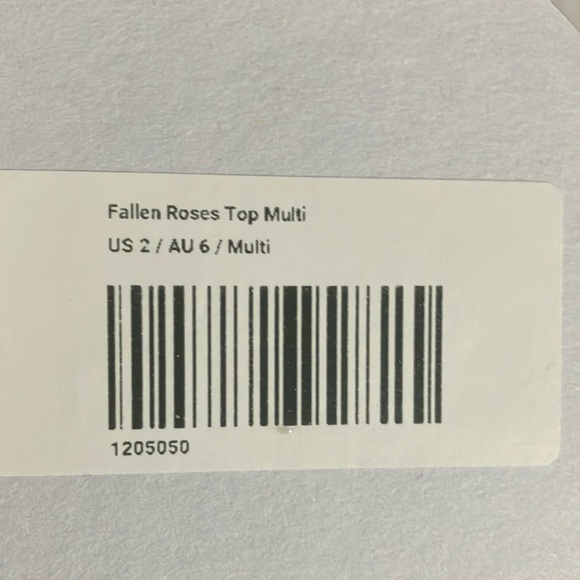 Fallen Roses Top Multi
US 2 / AU 6 / Multi
1205050